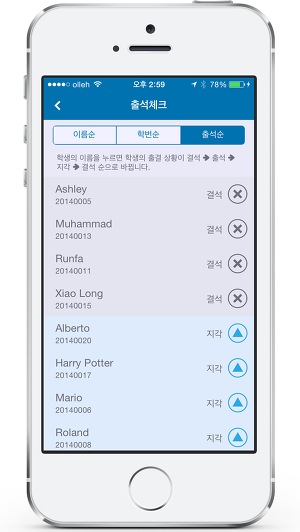 olleh 오후 2:59 78%
출석체크
이름순 학번순 출석순
학생의 이름을 누르면 학생의 출결 상황이 결석 → 출석 →
지각 → 결석 순으로 바뀝니다.
Ashley 결석
20140005
Muhammad 결석
20140013
Runfa 결석
20140011
Xiao Long 결석
20140015
Alberto 지각
20140020
Harry Potter 지각
20140017
Mario 지각
20140006
Roland 지각
20140008